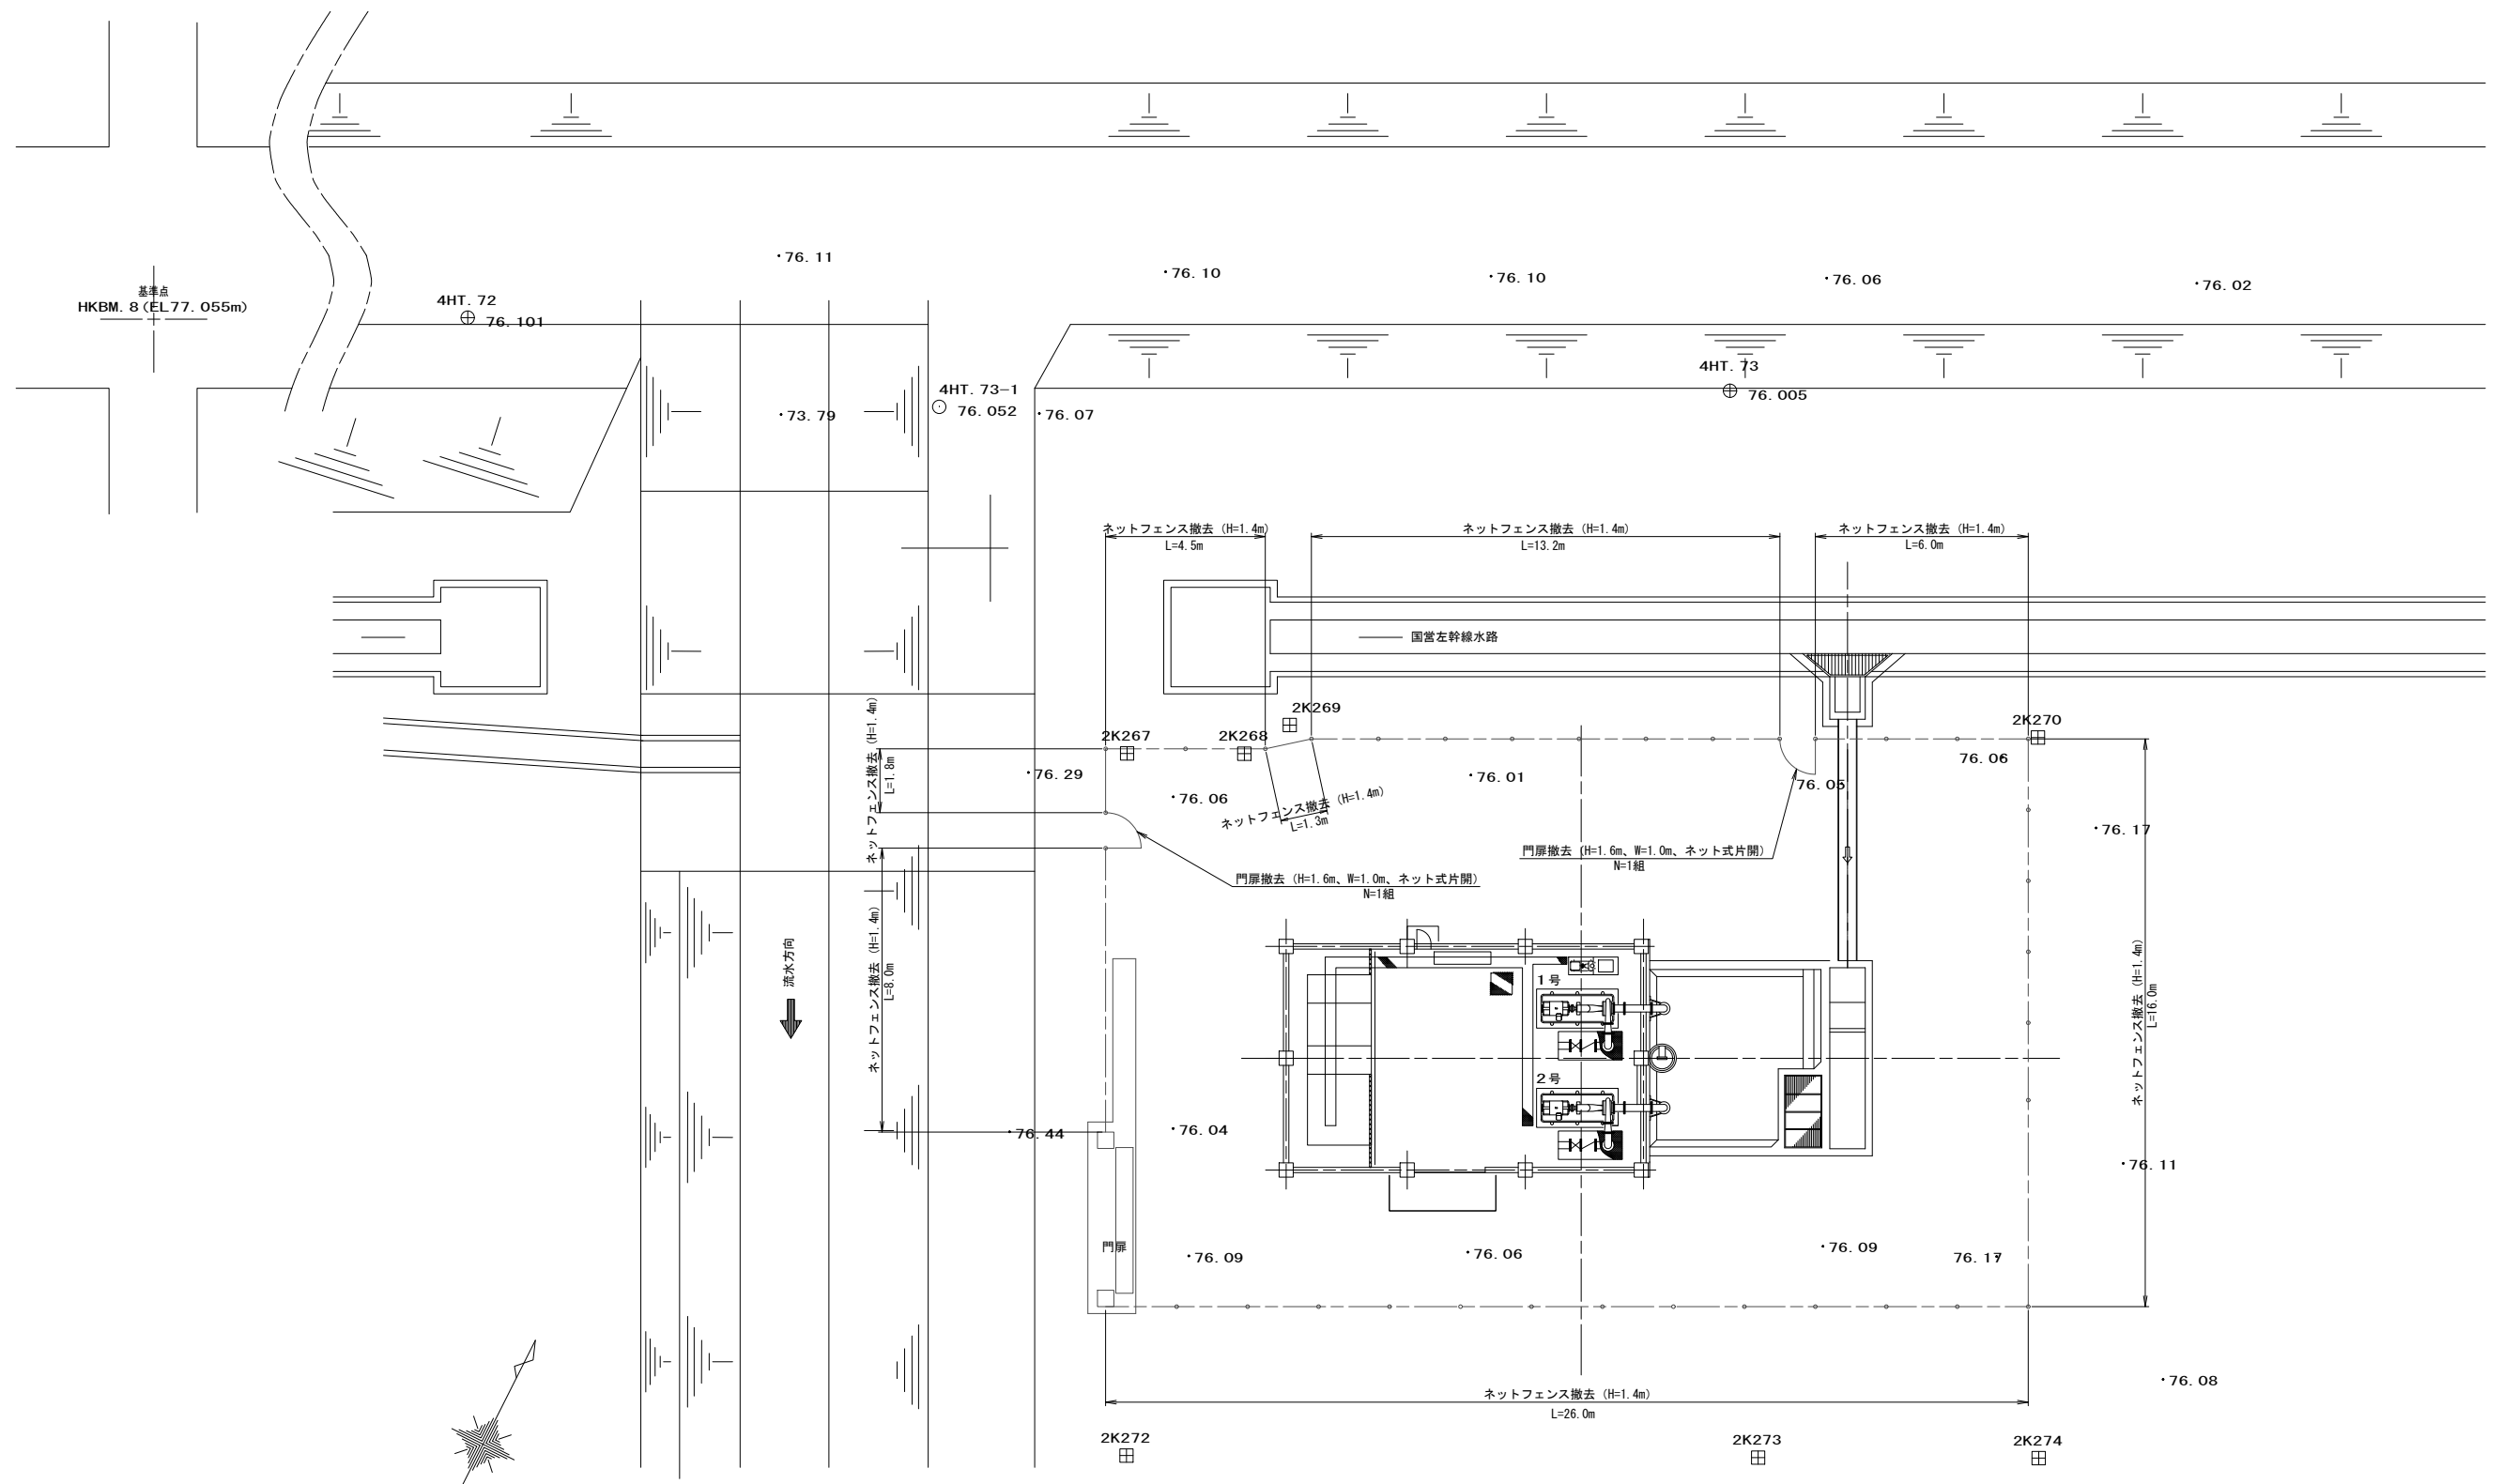 ・76.11
・76.10
・76.10
・76.06
・76.02
基準点
HKBM.8(EL77.055m)
4HT.72
76.101
4HT.73
76.005
4HT.73-1
76.052
・76.07
・73.79
ネットフェンス撤去 (H=1.4m)
L=4.5m
ネットフェンス撤去 (H=1.4m)
L=13.2m
ネットフェンス撤去 (H=1.4m)
L=6.0m
国営左幹線水路
2K269
2K267
2K268
2K270
ネットフェンス撤去 (H=1.4m)
L=1.8m
・76.29
・76.06
・76.01
76.05
76.06
ネットフェンス撤去 (H=1.4m)
L=1.3m
・76.17
門扉撤去 (H=1.6m、W=1.0m、ネット式片開)
N=1組
門扉撤去 (H=1.6m、W=1.0m、ネット式片開)
N=1組
ネットフェンス撤去 (H=1.4m)
L=8.0m
流水方向
1号
2号
ネットフェンス撤去 (H=1.4m)
L=16.0m
・76.44
・76.04
・76.11
門扉
・76.09
・76.06
・76.09
76.17
・76.08
ネットフェンス撤去 (H=1.4m)
L=26.0m
2K272
2K273
2K274